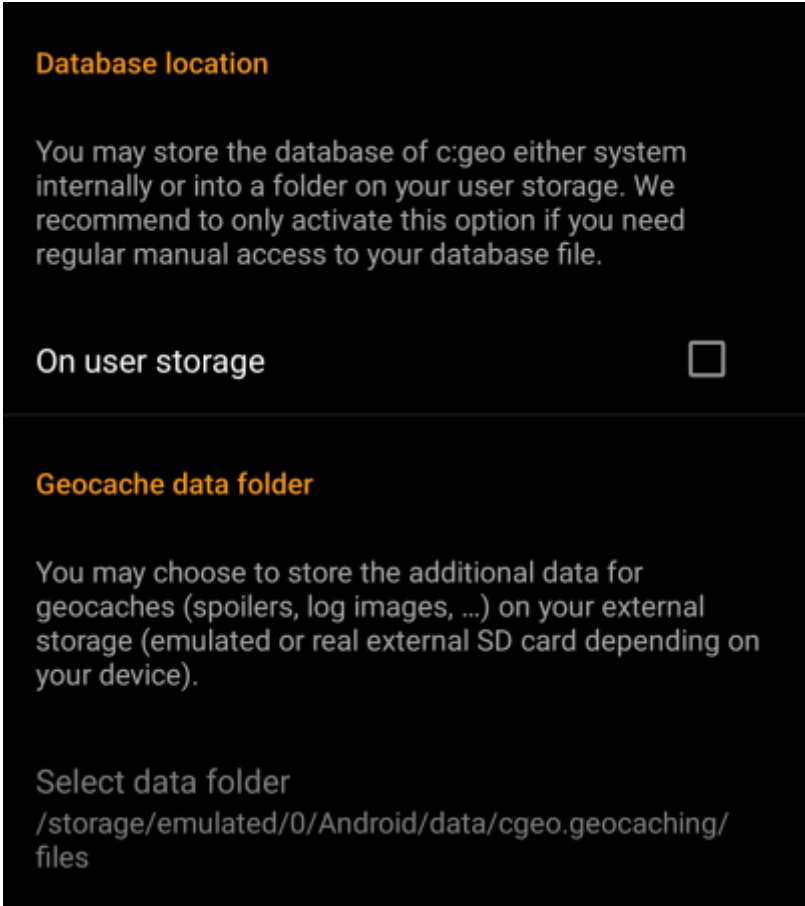 Database location
You may store the database of c:geo either system
internally or into a folder on your user storage. We
recommend to only activate this option if you need
regular manual access to your database file.
On user storage
Geocache data folder
You may choose to store the additional data for
geocaches (spoilers, log images, …) on your external
storage (emulated or real external SD card depending on
your device).
Select data folder
/storage/emulated/0/Android/data/cgeo.geocaching/
files